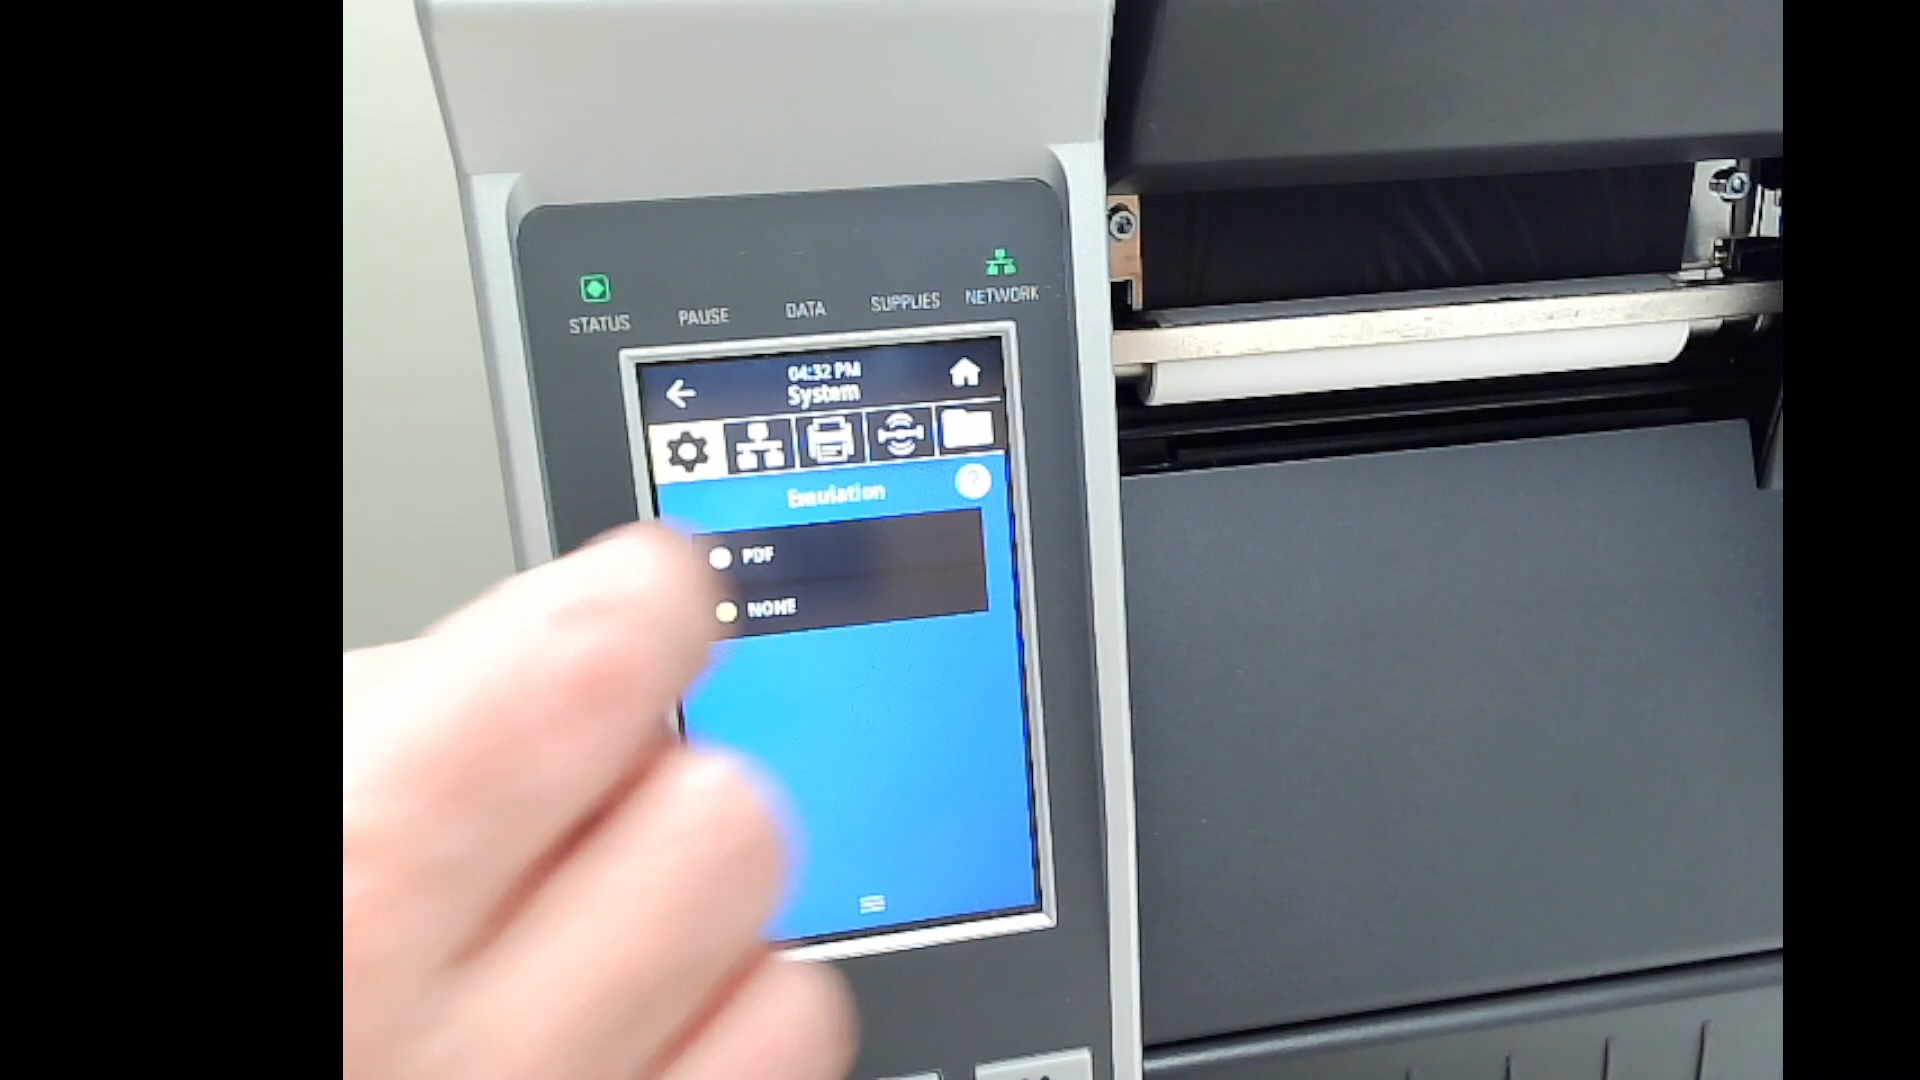 STATUS PAUSE DATA SUPPLIES NETWORK
04:32 PM
System
Emulation ?
PDF
NONE